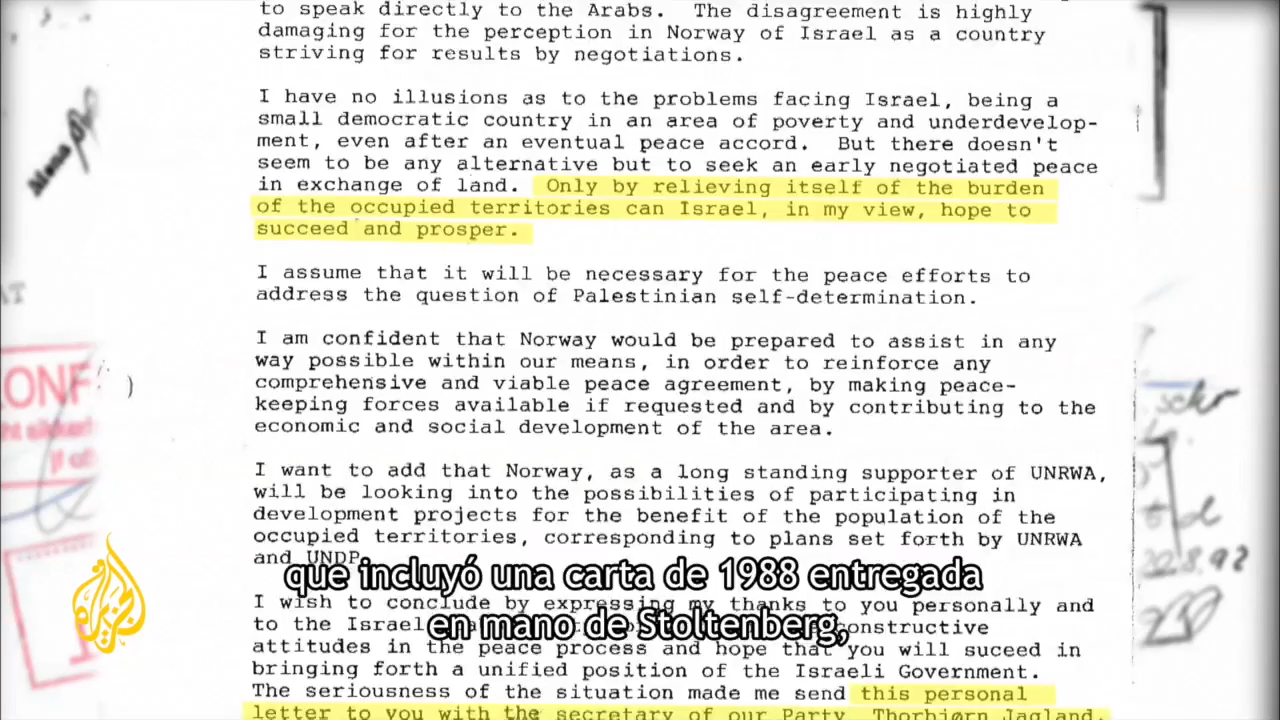 to speak directly to the Arabs. The disagreement is highly
damaging for the perception in Norway of Israel as a country
striving for results by negotiations.
I have no illusions as to the problems facing Israel, being a
small democratic country in an area of poverty and underdevelop-
ment, even after an eventual peace accord. But there doesn't
seem to be any alternative but to seek an early negotiated peace
in exchange of land. Only by relieving itself of the burden
of the occupied territories can Israel, in my view, hope to
succeed and prosper.
I assume that it will be necessary for the peace efforts to
address the question of Palestinian self-determination.
I am confident that Norway would be prepared to assist in any
way possible within our means, in order to reinforce any
comprehensive and viable peace agreement, by making peace-
keeping forces available if requested and by contributing to the
economic and social development of the area.
I want to add that Norway, as a long standing supporter of UNRWA,
will be looking into the possibilities of participating in
development projects for the benefit of the population of the
occupied territories, corresponding to plans set forth by UNRWA
and UNDP
que incluyó una carta de 1988 entregada
I wish to conclude by expressing my thanks to you personally and
en mano de Stoltenberg,
to the Israel constructive
attitudes in the peace process and hope that you will suceed in
bringing forth a unified position of the Israeli Government.
The seriousness of the situation made me send this personal
letter to you with the secretary of our Party, Thorbjørn Jagland.
ONF